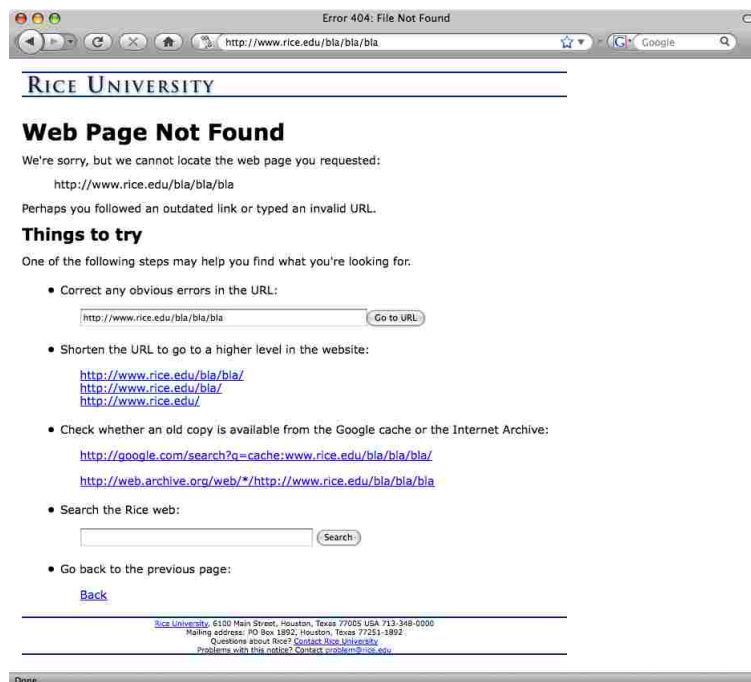 Error 404: File Not Found
http://www.rice.edu/bla/bla/bla
G Google
RICE UNIVERSITY
Web Page Not Found
We're sorry, but we cannot locate the web page you requested:
http://www.rice.edu/bla/bla/bla
Perhaps you followed an outdated link or typed an invalid URL.
Things to try
One of the following steps may help you find what you're looking for.
• Correct any obvious errors in the URL:
http://www.rice.edu/bla/bla/bla Go to URL
• Shorten the URL to go to a higher level in the website:
http://www.rice.edu/bla/bla/
http://www.rice.edu/bla/
http://www.rice.edu/
• Check whether an old copy is available from the Google cache or the Internet Archive:
http://google.com/search?q=cache:www.rice.edu/bla/bla/bla/
http://web.archive.org/web/*/http://www.rice.edu/bla/bla/bla
• Search the Rice web:
Search
• Go back to the previous page:
Back
Rice University, 6100 Main Street, Houston, Texas 77005 USA 713-348-0000
Mailing address: PO Box 1892, Houston, Texas 77251-1892
Questions about Rice? Contact Rice University
Problems with this notice? Contact problem@rice.edu
Done